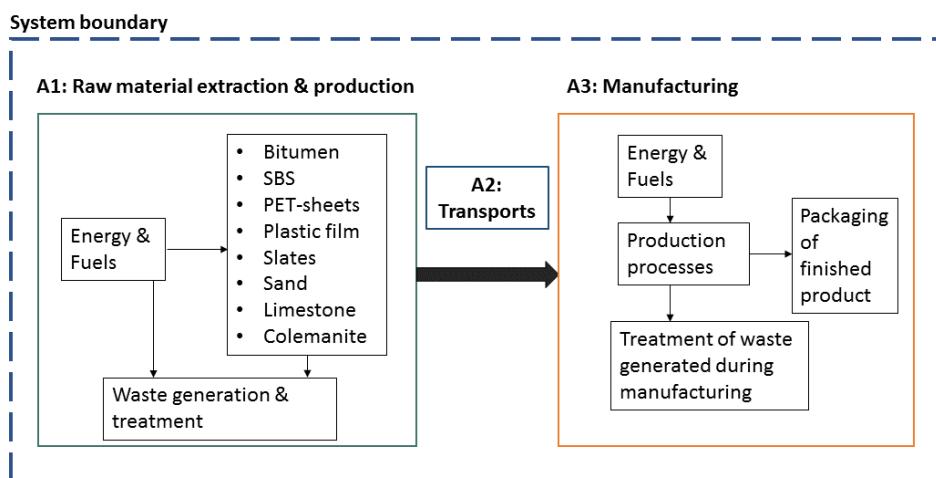 System boundary
A1: Raw material extraction & production
A3: Manufacturing
• Bitumen
• SBS
• PET-sheets
• Plastic film
• Slates
• Sand
• Limestone
• Colemanite
Energy &
Fuels
Waste generation &
treatment
A2:
Transports
Energy &
Fuels
Production
processes
Packaging
of
finished
product
Treatment of waste
generated during
manufacturing